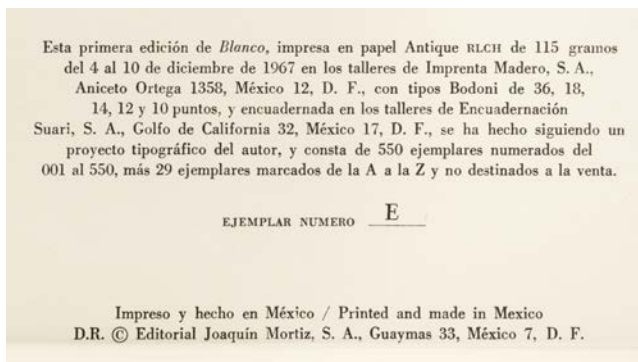 Esta primera edición de Blanco, impresa en papel Antique RLCH de 115 gramos
del 4 al 10 de diciembre de 1967 en los talleres de Imprenta Madero, S. A.,
Aniceto Ortega 1358, México 12, D. F., con tipos Bodoni de 36, 18,
14, 12 y 10 puntos, y encuadernada en los talleres de Encuadernación
Suari, S. A., Golfo de California 32, México 17, D. F., se ha hecho siguiendo un
proyecto tipográfico del autor, y consta de 550 ejemplares numerados del
001 al 550, más 29 ejemplares marcados de la A a la Z y no destinados a la venta.
EJEMPLAR NUMERO E
Impreso y hecho en México / Printed and made in Mexico
D.R. © Editorial Joaquín Mortiz, S. A., Guaymas 33, México 7, D. F.